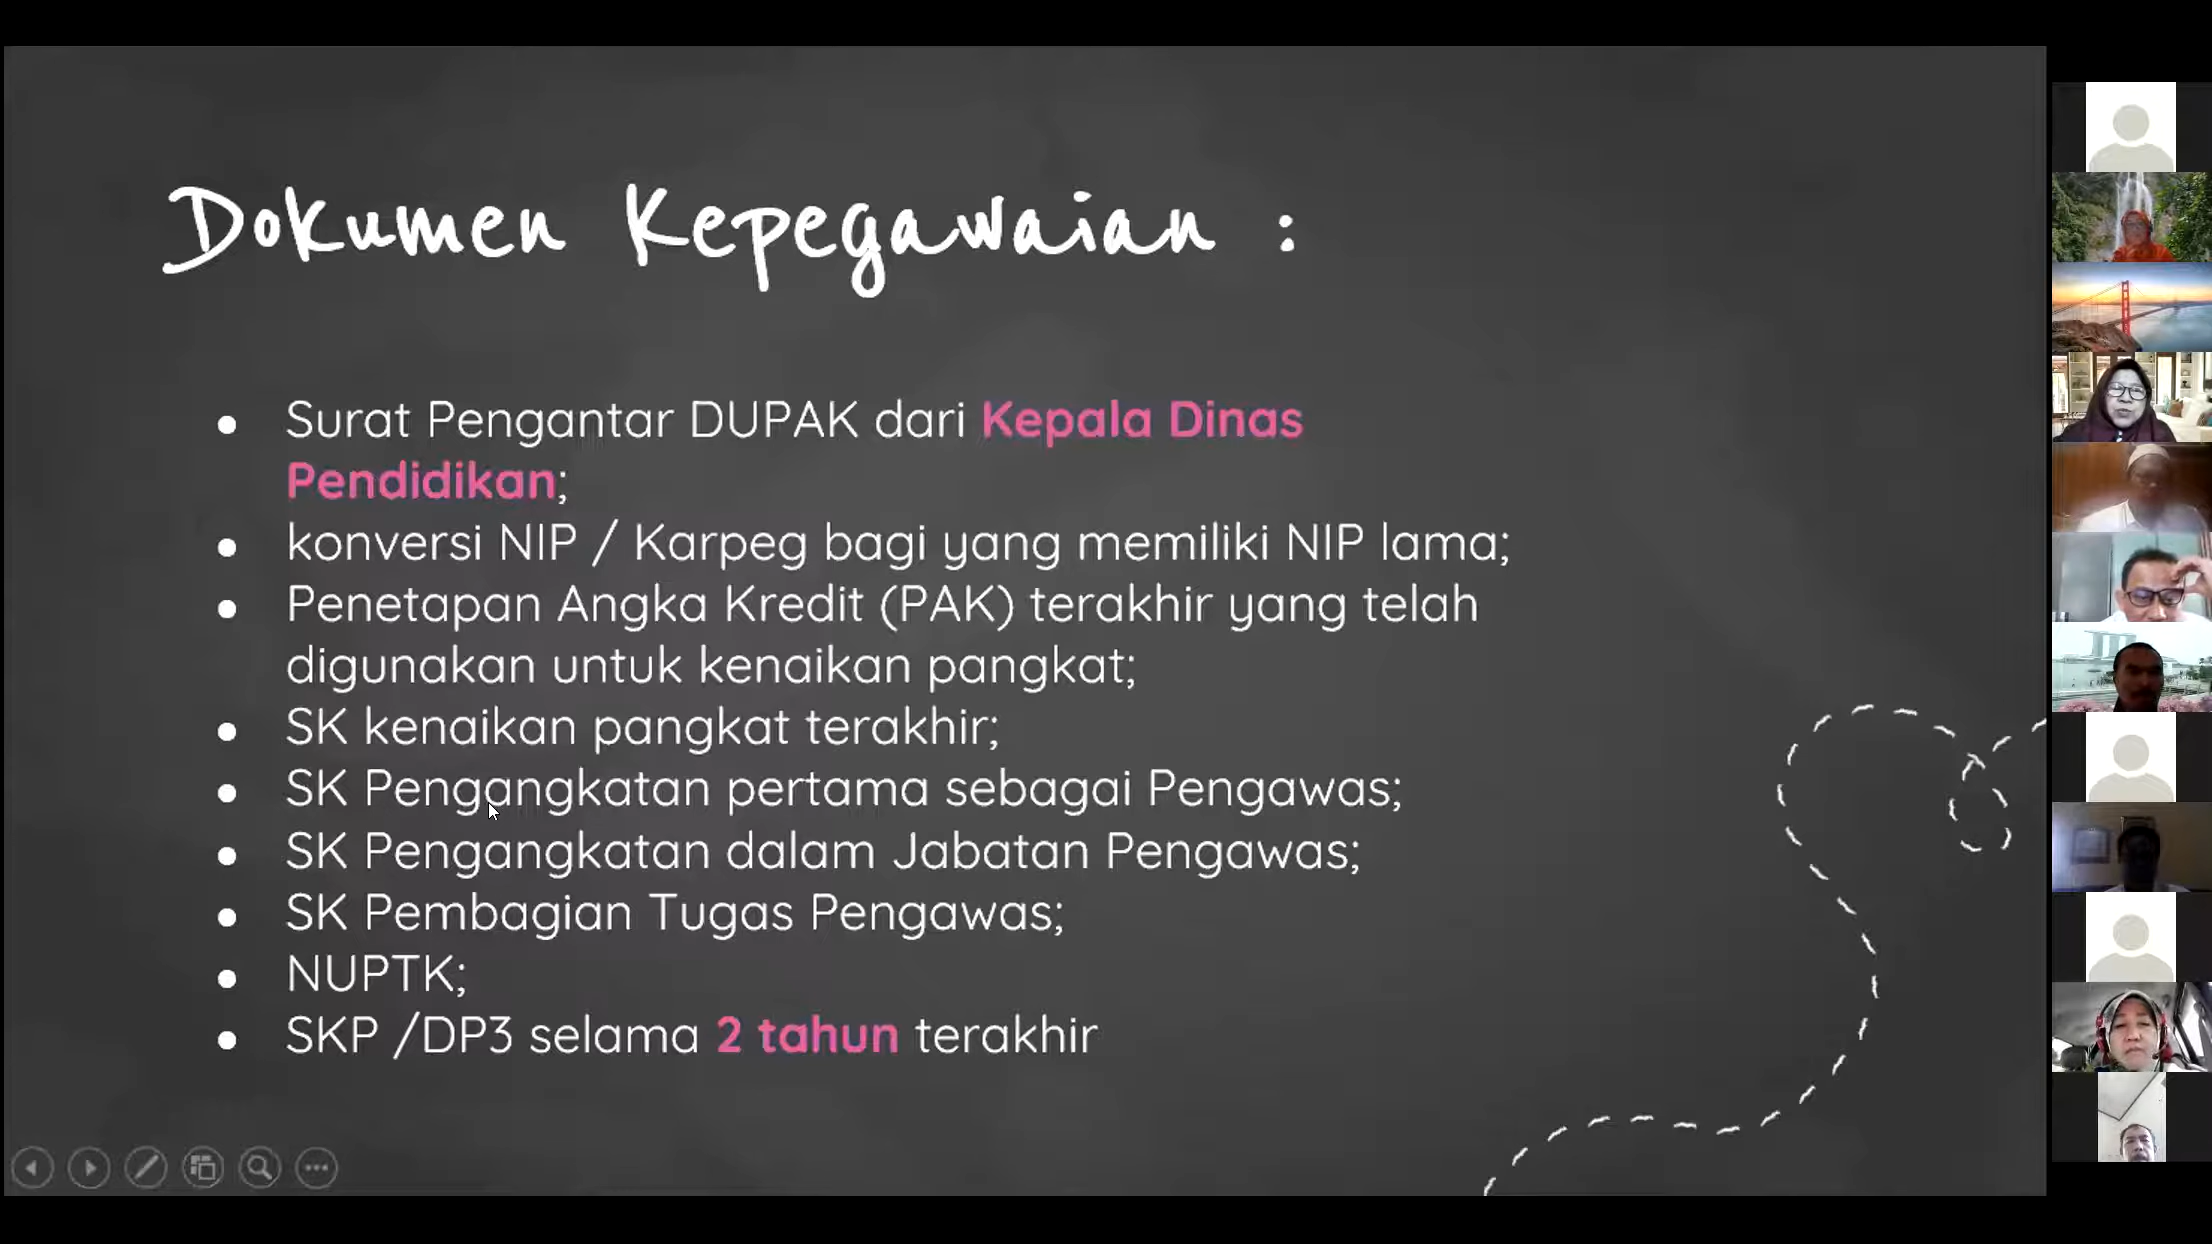 Dokumen Kepegawaian :
• Surat Pengantar DUPAK dari Kepala Dinas
Pendidikan;
• konversi NIP / Karpeg bagi yang memiliki NIP lama;
• Penetapan Angka Kredit (PAK) terakhir yang telah
digunakan untuk kenaikan pangkat;
• SK kenaikan pangkat terakhir;
• SK Pengangkatan pertama sebagai Pengawas;
• SK Pengangkatan dalam Jabatan Pengawas;
• SK Pembagian Tugas Pengawas;
• NUPTK;
• SKP /DP3 selama 2 tahun terakhir